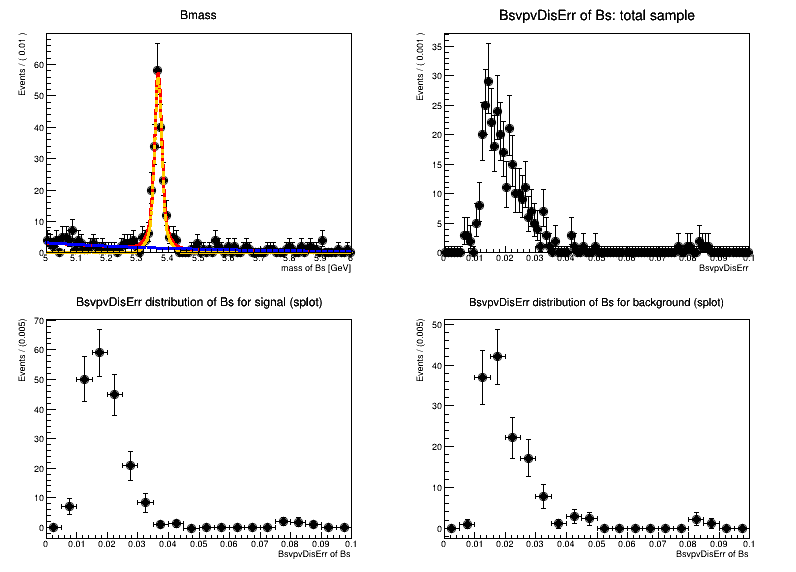 Bmass
Events / ( 0.01 )
60
50
40
30
20
10
0
5 5.1 5.2 5.3 5.4 5.5 5.6 5.7 5.8 5.9 6
mass of Bs [GeV]
BsvpvDisErr of Bs: total sample
Events / ( 0.001 )
35
30
25
20
15
10
5
0
0 0.01 0.02 0.03 0.04 0.05 0.06 0.07 0.08 0.09 0.1
BsvpvDisErr
BsvpvDisErr distribution of Bs for signal (splot)
Events / (0.005)
70
60
50
40
30
20
10
0
0 0.01 0.02 0.03 0.04 0.05 0.06 0.07 0.08 0.09 0.1
BsvpvDisErr of Bs
BsvpvDisErr distribution of Bs for background (splot)
Events / (0.005)
50
40
30
20
10
0
0 0.01 0.02 0.03 0.04 0.05 0.06 0.07 0.08 0.09 0.1
BsvpvDisErr of Bs